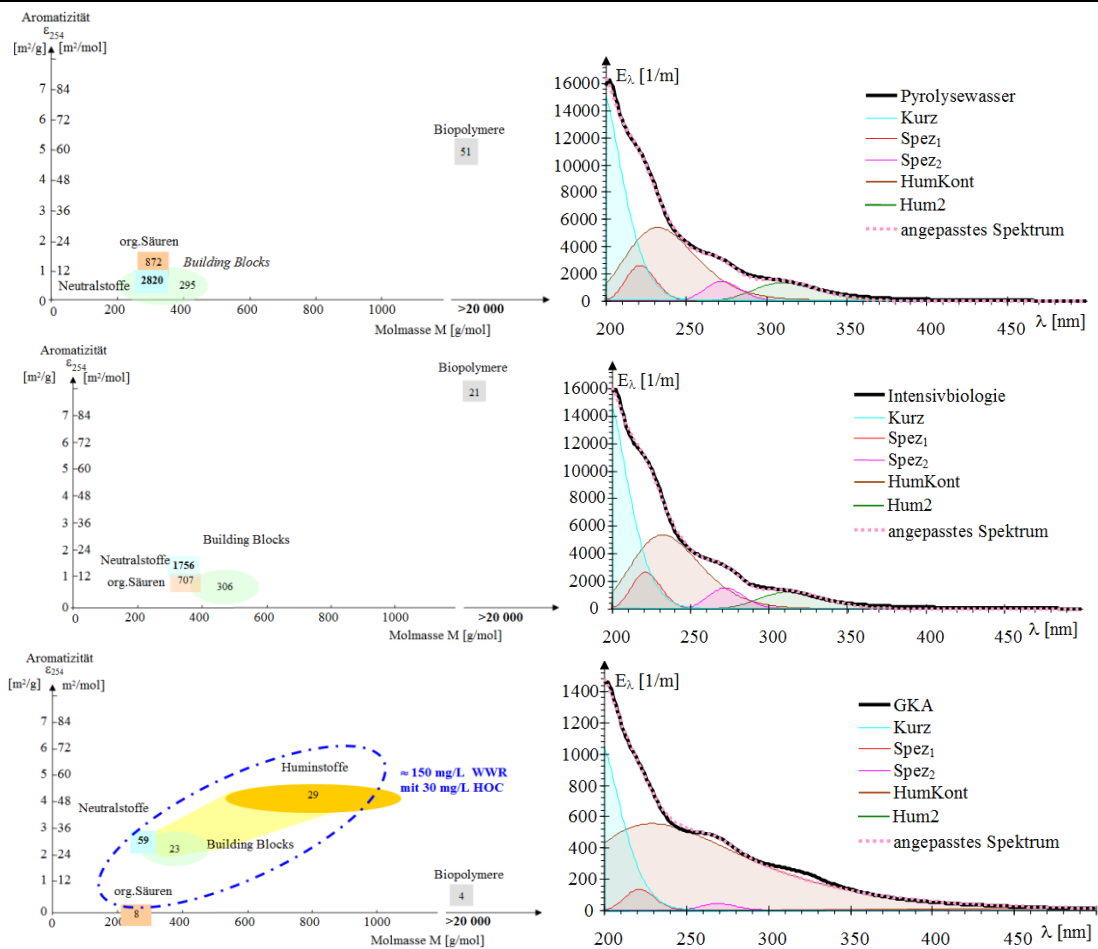 Aromatizität
ε254
[m²/g] [m²/mol]
7 84
6 72
5 60
4 48
3 36
2 24
1 12
0
0 200 400 600 800 1000 >20 000
Molmasse M [g/mol]
Biopolymere
51
org.Säuren
872
Building Blocks
Neutralstoffe 2820 295
Eλ [1/m]
16000
14000
12000
10000
8000
6000
4000
2000
0
200 250 300 350 400 450 λ [nm]
Pyrolysewasser
Kurz
Spez1
Spez2
HumKont
Hum2
angepasstes Spektrum
Aromatizität
ε254
[m²/g] [m²/mol]
7 84
6 72
5 60
4 48
3 36
2 24
1 12
0
0 200 400 600 800 1000 >20 000
Molmasse M [g/mol]
Biopolymere
21
Building Blocks
Neutralstoffe 1756
org.Säuren 707 306
Eλ [1/m]
16000
14000
12000
10000
8000
6000
4000
2000
0
200 250 300 350 400 450 λ [nm]
Intensivbiologie
Kurz
Spez1
Spez2
HumKont
Hum2
angepasstes Spektrum
Aromatizität
ε254
[m²/g] m²/mol]
7 84
6 72
5 60
4 48
3 36
2 24
1 12
0
0 200 400 600 800 1000 >20 000
Molmasse M [g/mol]
Huminstoffe
29
≈ 150 mg/L WWR
mit 30 mg/L HOC
Neutralstoffe
59
23 Building Blocks
org.Säuren
8
Biopolymere
4
Eλ [1/m]
1400
1200
1000
800
600
400
200
0
200 250 300 350 400 450 λ [nm]
GKA
Kurz
Spez1
Spez2
HumKont
Hum2
angepasstes Spektrum